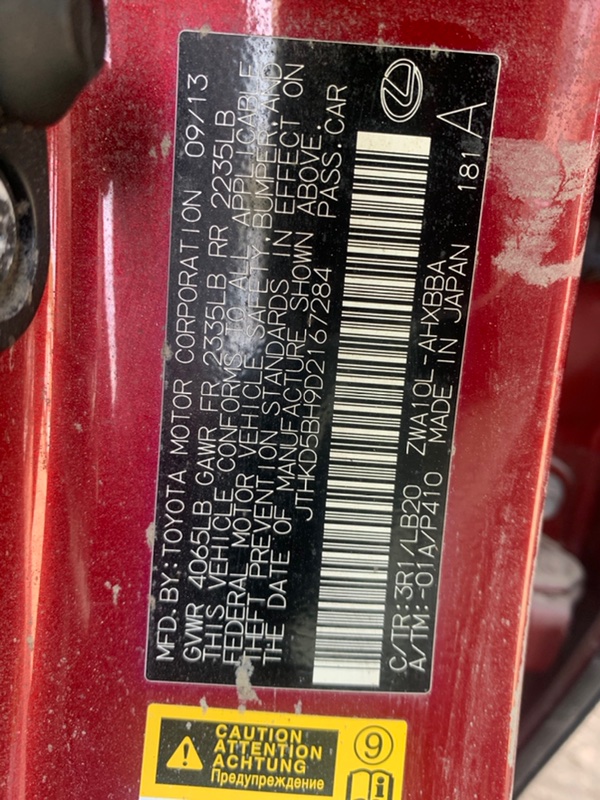 MFD. BY: TOYOTA MOTOR CORPORATION 09/13
GVWR 4065LB GAWR FR 2335LB RR 2235LB
THIS VEHICLE CONFORMS TO ALL APPLICABLE
FEDERAL MOTOR VEHICLE SAFETY, BUMPER, AND
THEFT PREVENTION STANDARDS IN EFFECT ON
THE DATE OF MANUFACTURE SHOWN ABOVE.
JTHKD5BH9D2167284 PASS. CAR
C/TR: 3R1/LB20 ZWA10L-AHXBBA 181
A/TM: -01A/P410 MADE IN JAPAN A
CAUTION
ATTENTION
ACHTUNG
Предупреждение
9